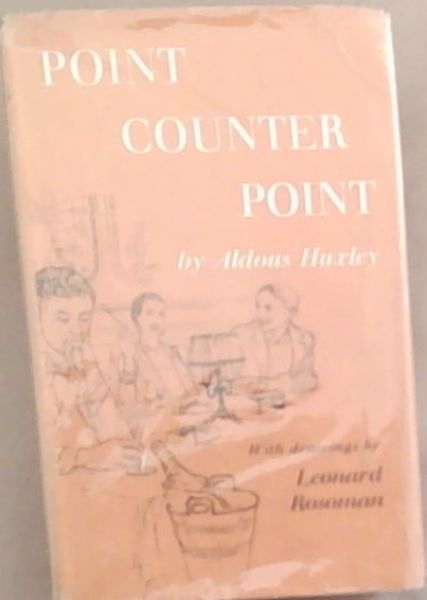 POINT
COUNTER
POINT
by Aldous Huxley
With drawings by
Leonard
Rosoman